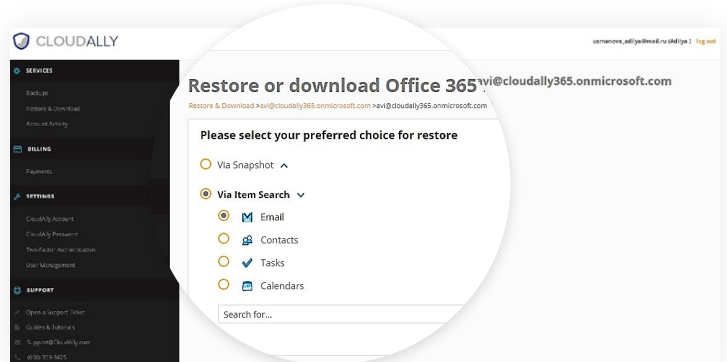 CLOUDALLY
usmanova_adilya@mail.ru (Adilya ) log out
SERVICES
Backups
Restore & Download
Account Activity
BILLING
Payments
SETTINGS
CloudAlly Account
CloudAlly Password
Two-Factor Authentication
User Management
SUPPORT
Open a Support Ticket
Guides & Tutorials
Support@CloudAlly.com
Restore or download Office 365
avi@cloudally365.onmicrosoft.com
Restore & Download >avi@cloudally365.onmicrosoft.com >avi@cloudally365.onmicrosoft.com
Please select your preferred choice for restore
Via Snapshot
Via Item Search
Email
Contacts
Tasks
Calendars
Search for...